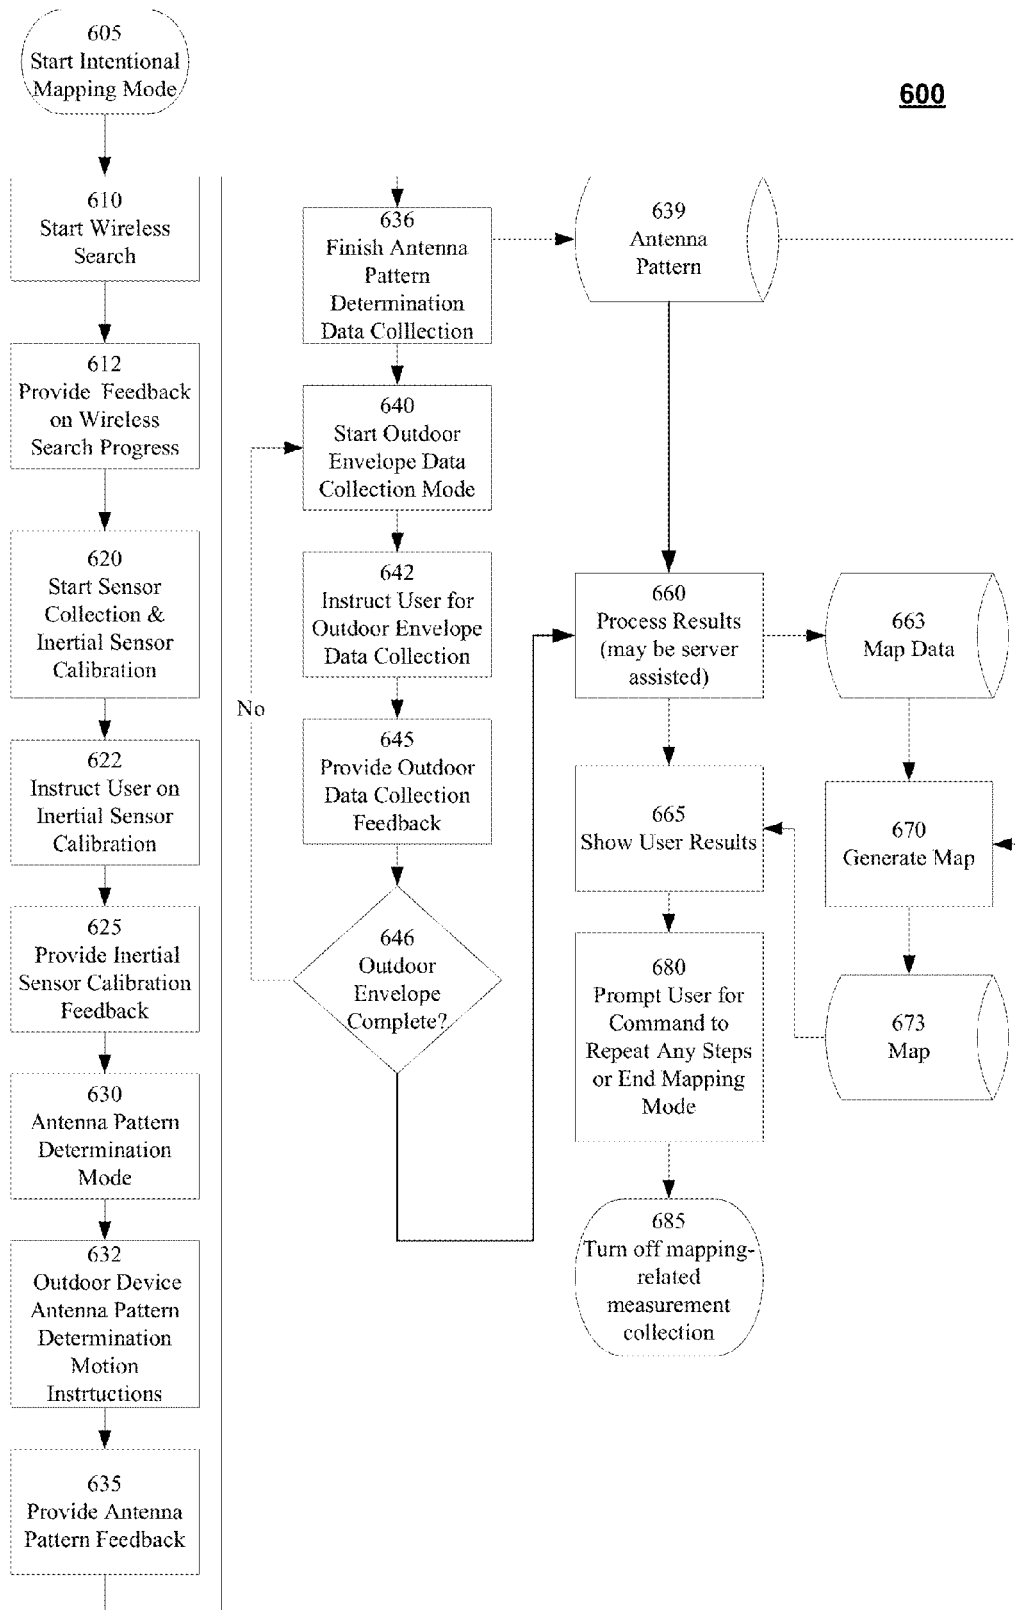 605
Start Intentional
Mapping Mode
600
610
Start Wireless
Search
612
Provide Feedback
on Wireless
Search Progress
620
Start Sensor
Collection &
Inertial Sensor
Calibration
622
Instruct User on
Inertial Sensor
Calibration
625
Provide Inertial
Sensor Calibration
Feedback
630
Antenna Pattern
Determination
Mode
632
Outdoor Device
Antenna Pattern
Determination
Motion
Instrtuctions
635
Provide Antenna
Pattern Feedback
636
Finish Antenna
Pattern
Determination
Data Colllection
640
Start Outdoor
Envelope Data
Collection Mode
642
Instruct User for
Outdoor Envelope
Data Collection
645
Provide Outdoor
Data Collection
Feedback
646
Outdoor
Envelope
Complete?
No
639
Antenna
Pattern
660
Process Results
(may be server
assisted)
663
Map Data
665
Show User Results
670
Generate Map
673
Map
680
Prompt User for
Command to
Repeat Any Steps
or End Mapping
Mode
685
Turn off mapping-
related
measurement
collection